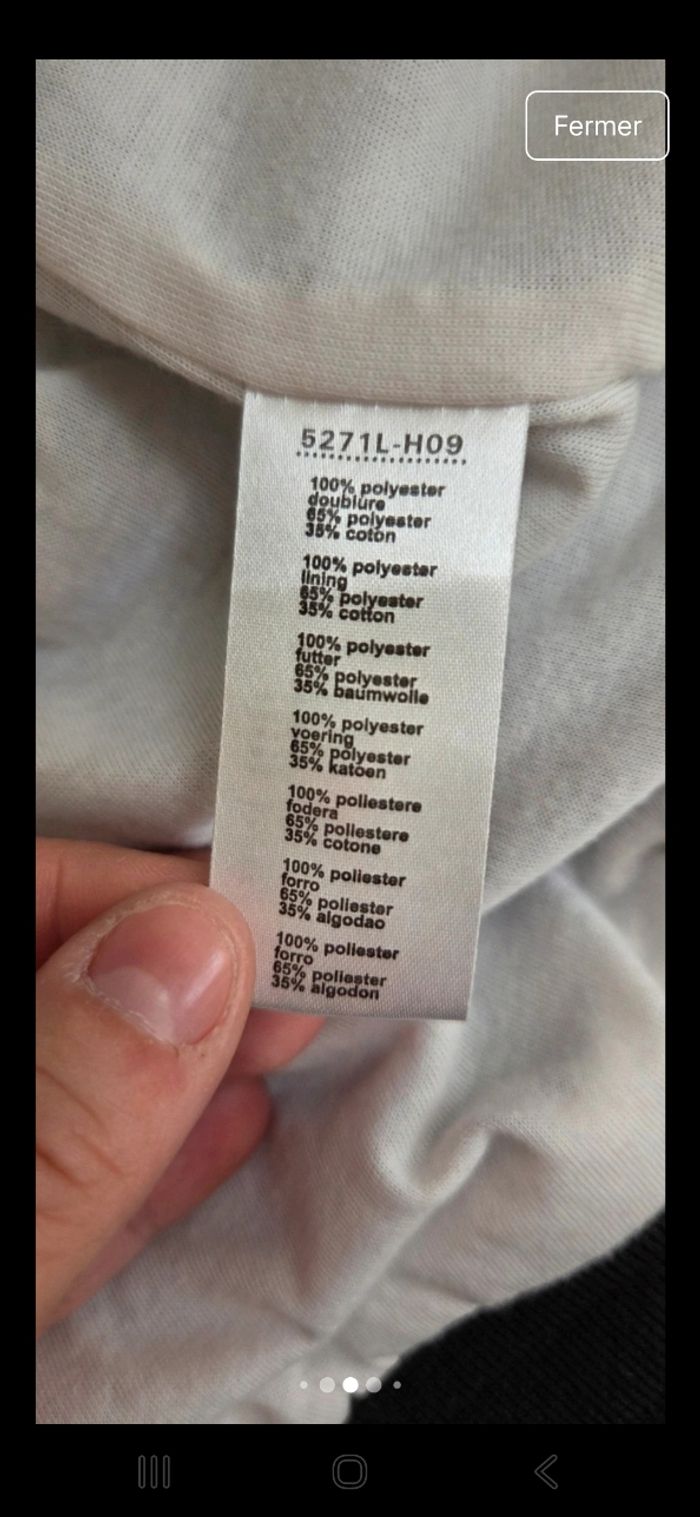 Fermer
5271L-H09
100% polyester
doublure
65% polyester
35% coton
100% polyester
lining
65% polyester
35% cotton
100% polyester
futter
65% polyester
35% baumwolle
100% polyester
voering
65% polyester
35% katoen
100% poliestere
fodera
65% poliestere
35% cotone
100% poliester
forro
65% poliester
35% algodao
100% poliester
forro
65% poliester
35% algodon